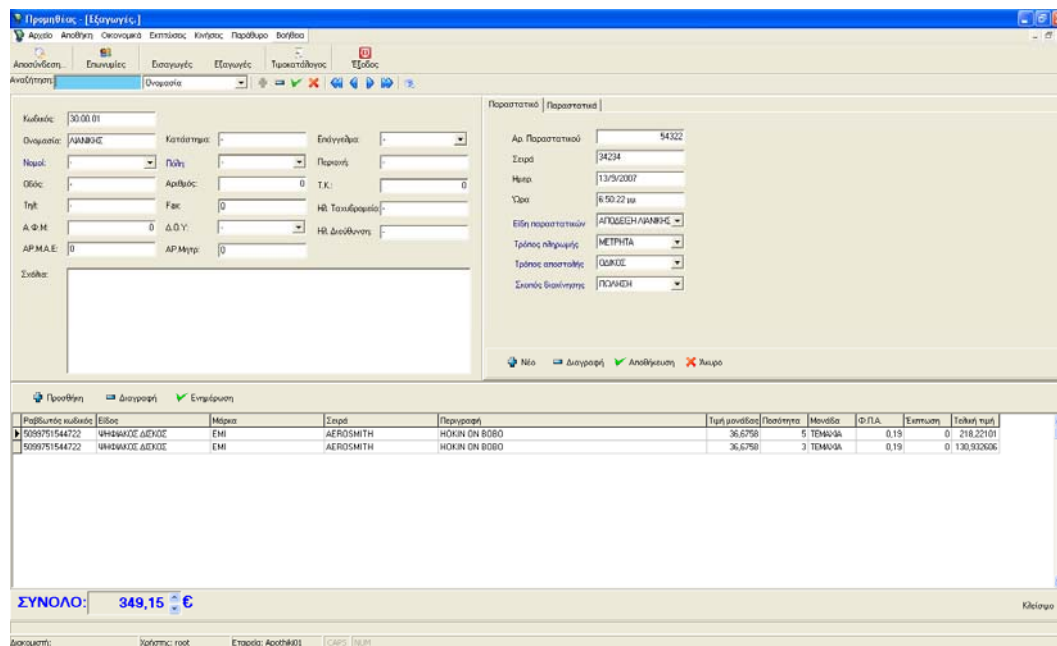 Προμηθέας - [Εξαγωγές.]
Αρχείο Αποθήκη Οικονομικά Εκπτώσεις Κινήσεις Παράθυρο Βοήθεια
Αποσύνδεση... Επωνυμίες Εισαγωγές Εξαγωγές Τιμοκατάλογος Έξοδος
Αναζήτηση: Ονομασία
Παραστατικό Παραστατικά
Κωδικός: 30.00.01
Ονομασία: ΛΙΑΝΙΚΗΣ Κατάστημα: - Επάγγελμα: -
Νομοί: - Πόλη: - Περιοχή: -
Οδός: - Αριθμός: 0 Τ.Κ.: 0
Τηλ: - Fax: 0 Ηλ. Ταχυδρομείο: -
Α.Φ.Μ: 0 Δ.Ο.Υ: - Ηλ. Διεύθυνση: -
ΑΡ.Μ.Α.Ε: 0 ΑΡ.Μητρ: 0
Σχόλια:
Αρ. Παραστατικού 54322
Σειρά 34234
Ημερ. 13/9/2007
Ώρα 6:50:22 μμ
Είδη παραστατικών ΑΠΟΔΕΙΞΗ ΛΙΑΝΙΚΗΣ
Τρόπος πληρωμής ΜΕΤΡΗΤΑ
Τρόπος αποστολής ΟΔΙΚΟΣ
Σκοπός διακίνησης ΠΩΛΗΣΗ
Νέο Διαγραφή Αποθήκευση Άκυρο
Προσθήκη Διαγραφή Ενημέρωση
Ραβδωτός κωδικός Είδος Μάρκα Σειρά Περιγραφή Τιμή μονάδας Ποσότητα Μονάδα Φ.Π.Α. Έκπτωση Τελική τιμή
5099751544722 ΨΗΦΙΑΚΟΣ ΔΙΣΚΟΣ EMI AEROSMITH HOKIN ON BOBO 36,6758 5 ΤΕΜΑΧΙΑ 0,19 0 218,22101
5099751544722 ΨΗΦΙΑΚΟΣ ΔΙΣΚΟΣ EMI AEROSMITH HOKIN ON BOBO 36,6758 3 ΤΕΜΑΧΙΑ 0,19 0 130,932606
ΣΥΝΟΛΟ: 349,15 €
Κλείσιμο
Διακομιστή: Χρήστης: root Εταιρεία: Apothiki01 CAPS NUM